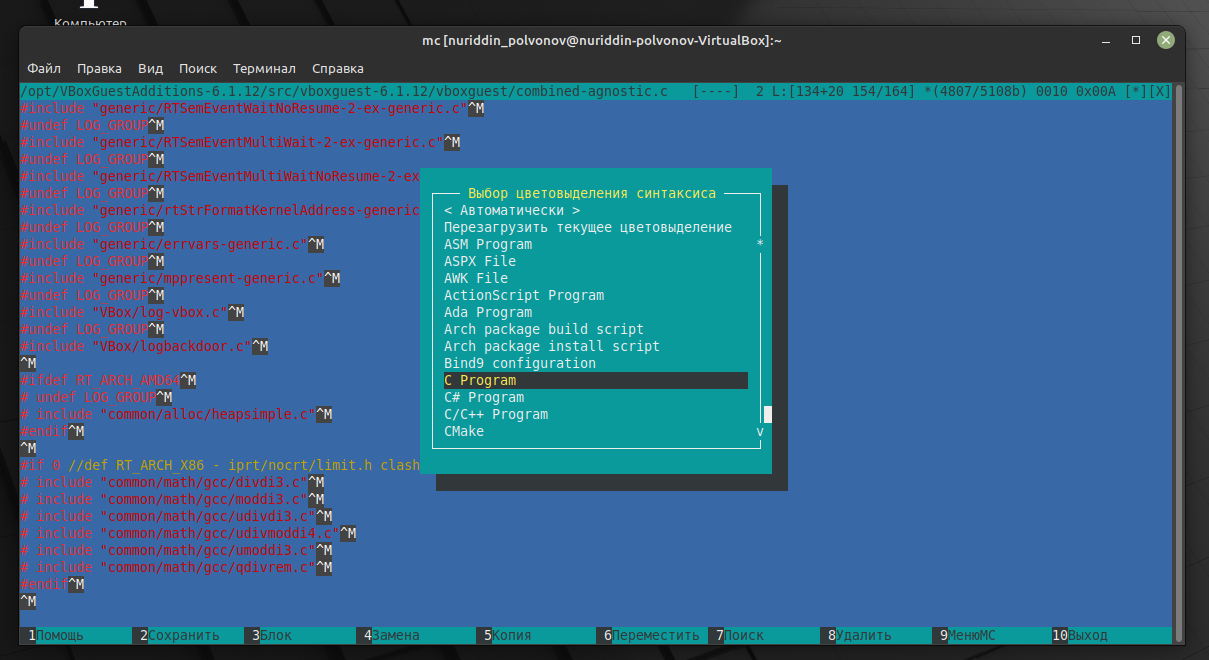 Компьютер
mc [nuriddin_polvonov@nuriddin-polvonov-VirtualBox]:~
Файл Правка Вид Поиск Терминал Справка
/opt/VBoxGuestAdditions-6.1.12/src/vboxguest-6.1.12/vboxguest/combined-agnostic.c [----] 2 L:[134+20 154/164] *(4807/5108b) 0010 0x00A [*][X]
#include "generic/RTSemEventWaitNoResume-2-ex-generic.c"^M
#undef LOG_GROUP^M
#include "generic/RTSemEventMultiWait-2-ex-generic.c"^M
#undef LOG_GROUP^M
#include "generic/RTSemEventMultiWaitNoResume-2-ex
#undef LOG_GROUP^M
#include "generic/rtStrFormatKernelAddress-generic
#undef LOG_GROUP^M
#include "generic/errvars-generic.c"^M
#undef LOG_GROUP^M
#include "generic/mppresent-generic.c"^M
#undef LOG_GROUP^M
#include "VBox/log-vbox.c"^M
#undef LOG_GROUP^M
#include "VBox/logbackdoor.c"^M
^M
#ifdef RT_ARCH_AMD64^M
# undef LOG_GROUP^M
# include "common/alloc/heapsimple.c"^M
#endif^M
^M
#if 0 //def RT_ARCH_X86 - iprt/nocrt/limit.h clash
# include "common/math/gcc/divdi3.c"^M
# include "common/math/gcc/moddi3.c"^M
# include "common/math/gcc/udivdi3.c"^M
# include "common/math/gcc/udivmoddi4.c"^M
# include "common/math/gcc/umoddi3.c"^M
# include "common/math/gcc/qdivrem.c"^M
#endif^M
^M
Выбор цветовыделения синтаксиса
< Автоматически >
Перезагрузить текущее цветовыделение
ASM Program *
ASPX File
AWK File
ActionScript Program
Ada Program
Arch package build script
Arch package install script
Bind9 configuration
C Program
C# Program
C/C++ Program
CMake v
1Помощь 2Сохранить 3Блок 4Замена 5Копия 6Переместить 7Поиск 8Удалить 9МенюМС 10Выход